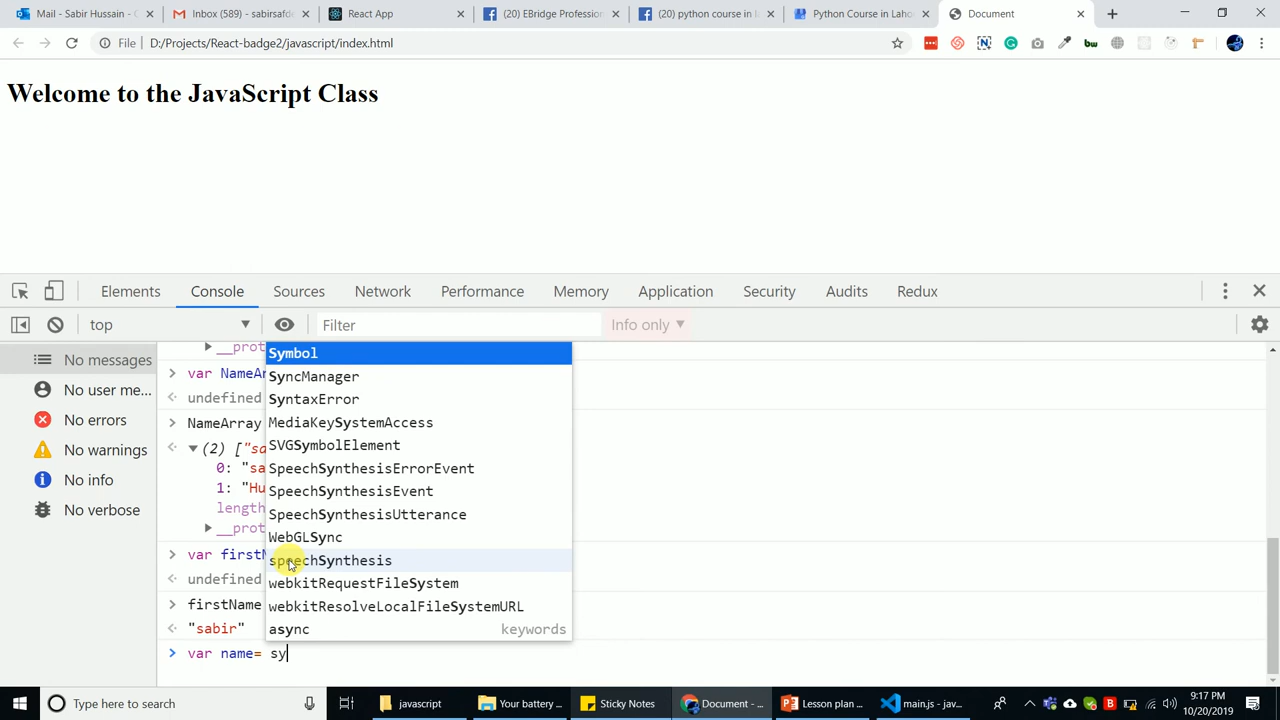 Mail - Sabir Hussain - O
Inbox (589) - sabirsafde
React App
(20) EBridge Profession
(20) python course in la
Python Course in Laho
Document
File
D:/Projects/React-badge2/javascript/index.html
Welcome to the JavaScript Class
Elements
Console
Sources
Network
Performance
Memory
Application
Security
Audits
Redux
top
Filter
Info only
No messages
No user me...
No errors
No warnings
No info
No verbose
__prot
var NameAr
undefined
NameArray
(2) ["sa
0: "sa
1: "Hu
length
__prot
var firstN
undefined
firstName
"sabir"
var name= sy
Symbol
SyncManager
SyntaxError
MediaKeySystemAccess
SVGSymbolElement
SpeechSynthesisErrorEvent
SpeechSynthesisEvent
SpeechSynthesisUtterance
WebGLSync
speechSynthesis
webkitRequestFileSystem
webkitResolveLocalFileSystemURL
async keywords
Type here to search
javascript
Your battery ...
Sticky Notes
Document - ...
Lesson plan ...
main.js - jav...
9:17 PM
10/20/2019